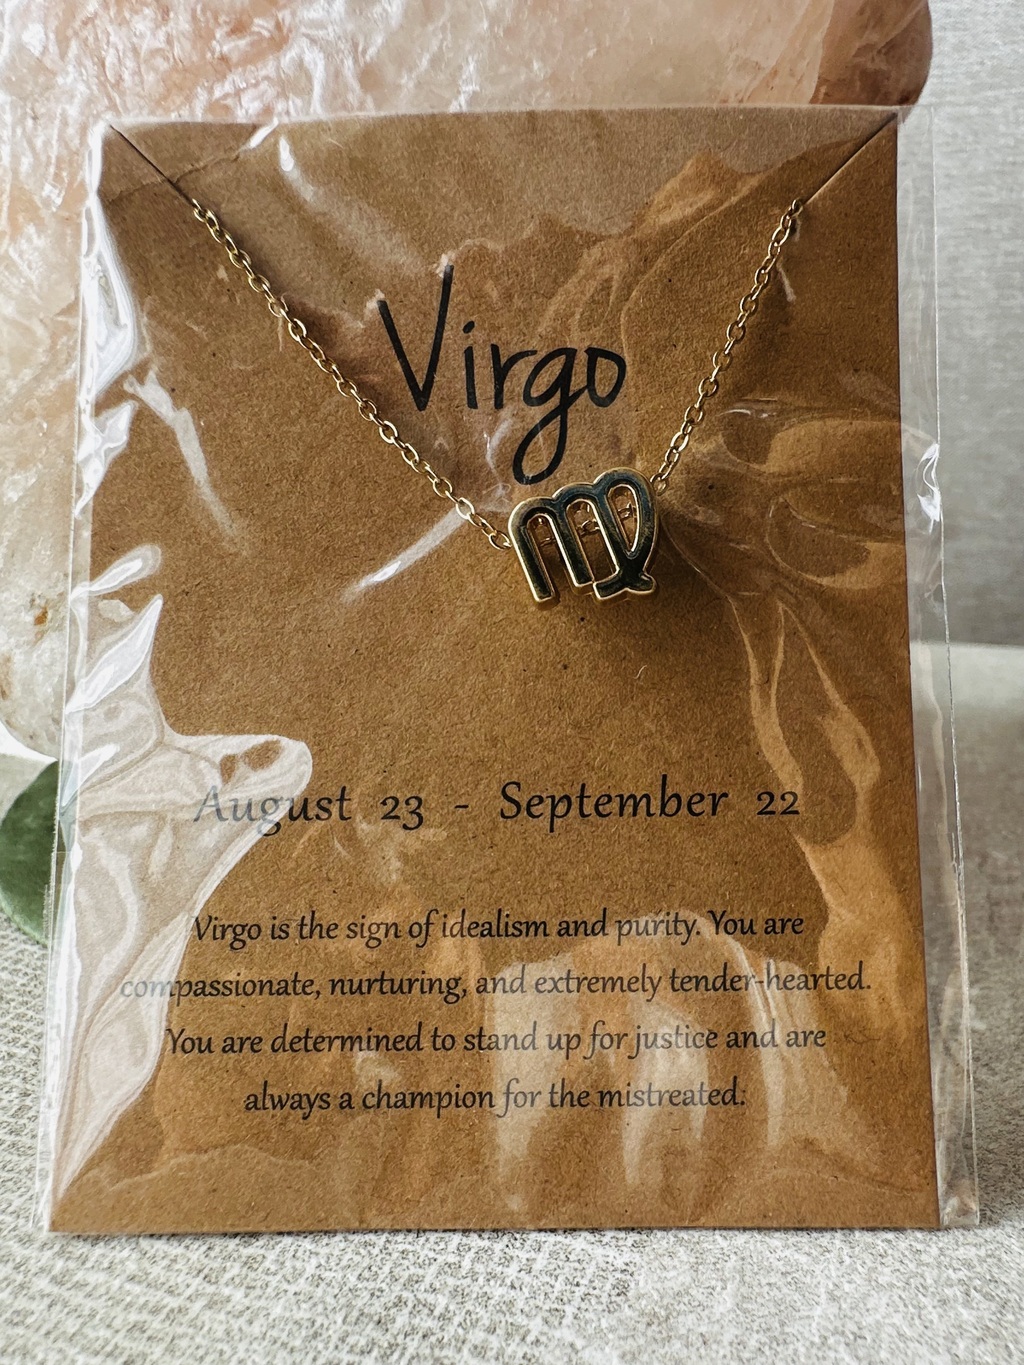 Virgo
August 23 - September 22
Virgo is the sign of idealism and purity. You are
compassionate, nurturing, and extremely tender-hearted.
You are determined to stand up for justice and are
always a champion for the mistreated.